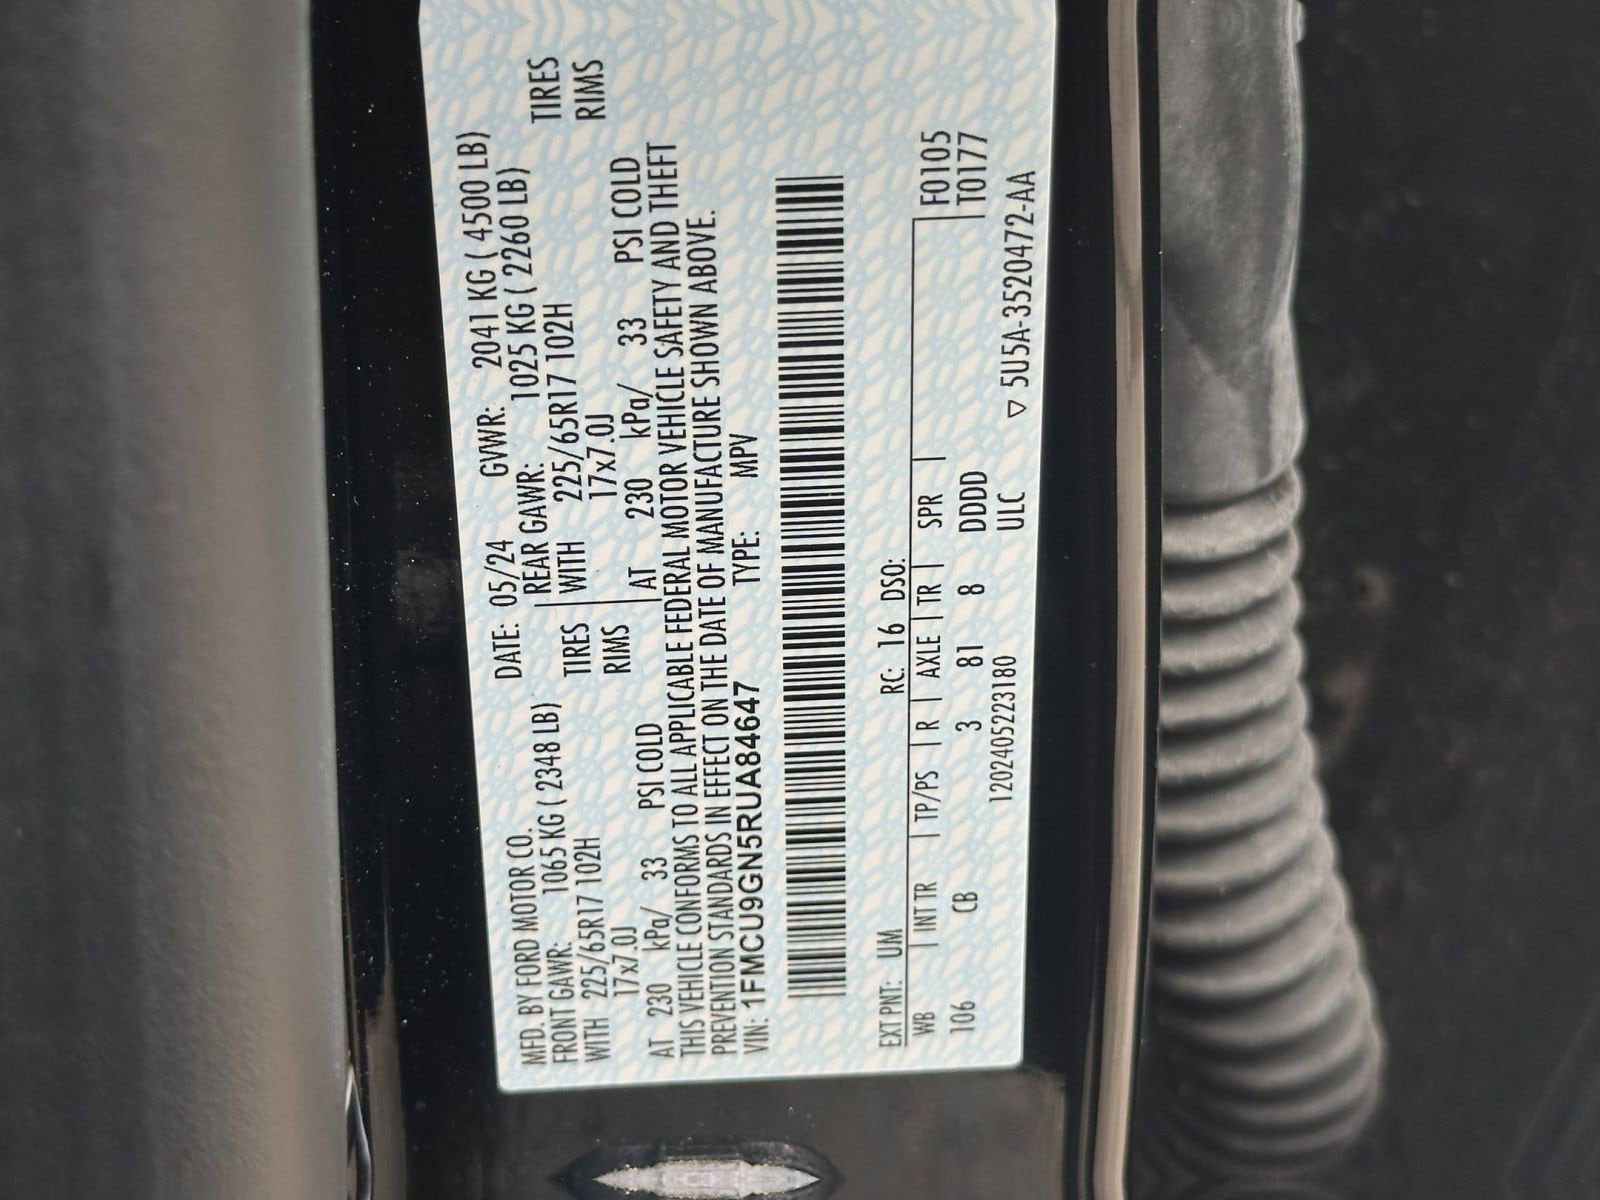 MFD. BY FORD MOTOR CO. DATE: 05/24 GVWR: 2041 KG ( 4500 LB)
FRONT GAWR: 1065 KG ( 2348 LB) REAR GAWR: 1025 KG ( 2260 LB)
WITH 225/65R17 102H TIRES WITH 225/65R17 102H TIRES
17x7.0J RIMS 17x7.0J RIMS
AT 230 kPa/ 33 PSI COLD AT 230 kPa/ 33 PSI COLD
THIS VEHICLE CONFORMS TO ALL APPLICABLE FEDERAL MOTOR VEHICLE SAFETY AND THEFT
PREVENTION STANDARDS IN EFFECT ON THE DATE OF MANUFACTURE SHOWN ABOVE.
VIN: 1FMCU9GN5RUA84647 TYPE: MPV
EXT PNT: UM RC: 16 DSO:
WB | INT TR | TP/PS | R | AXLE | TR | SPR | F0105
106 CB 3 81 8 DDDD T0177
1202405223180 ULC ▽ 5U5A-3520472-AA